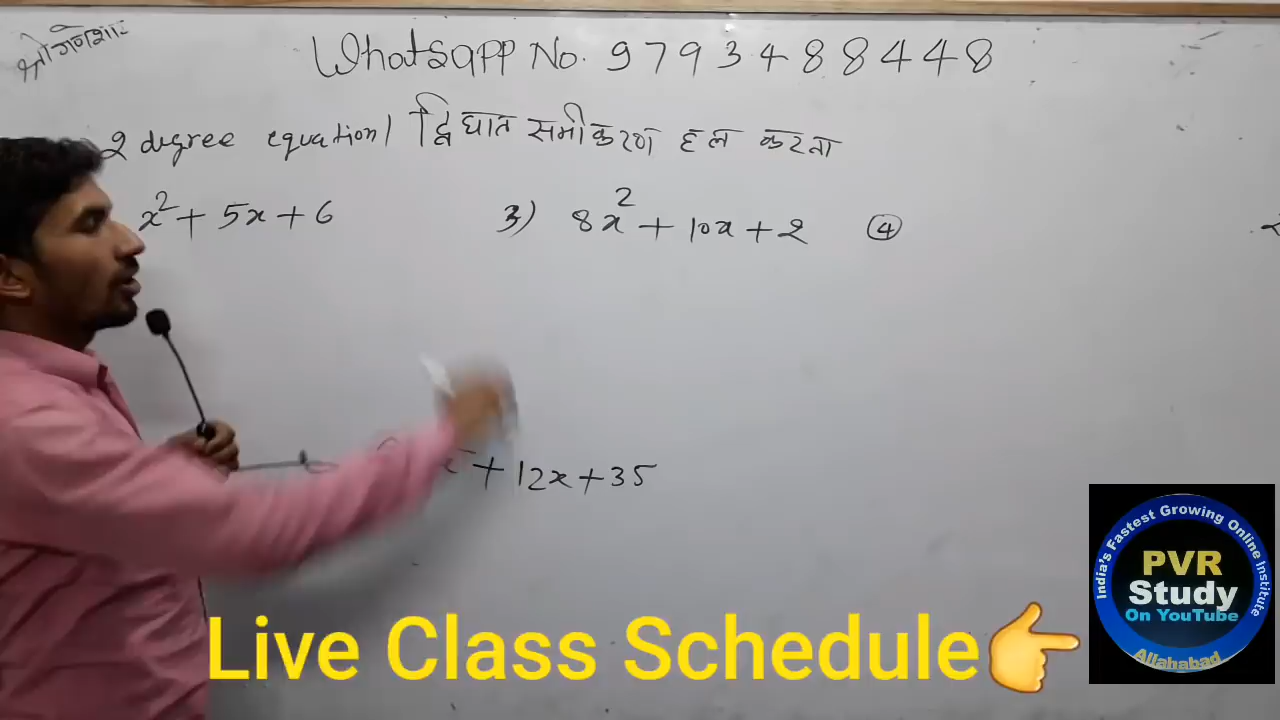 श्री गणेशाय
Whatsapp No. 9793488448
2 degree equation/ द्विघात समीकरण हल करना
x² + 5x + 6
3) 8x² + 10x + 2 ④
+ 12x + 35
India's Fastest Growing Online Institute
PVR
Study
On YouTube
Allahabad
Live Class Schedule